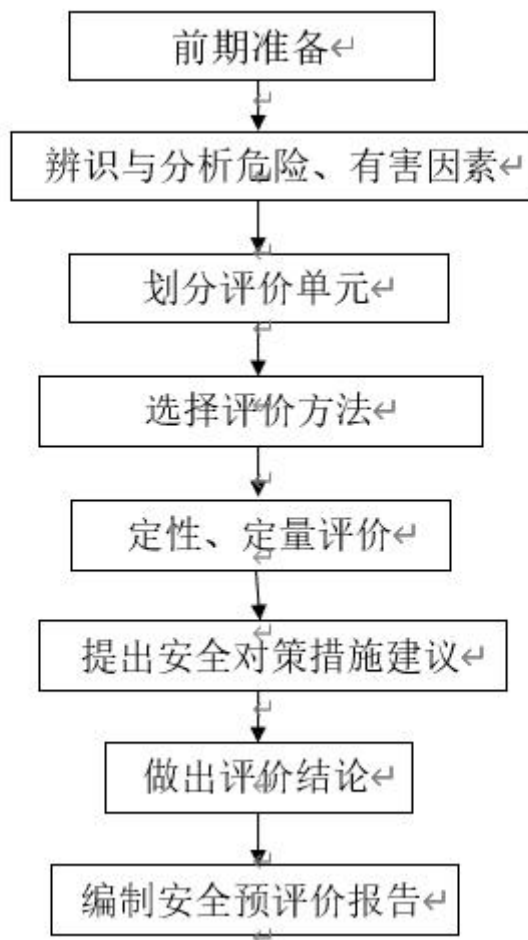 前期准备
辨识与分析危险、有害因素
划分评价单元
选择评价方法
定性、定量评价
提出安全对策措施建议
做出评价结论
编制安全预评价报告